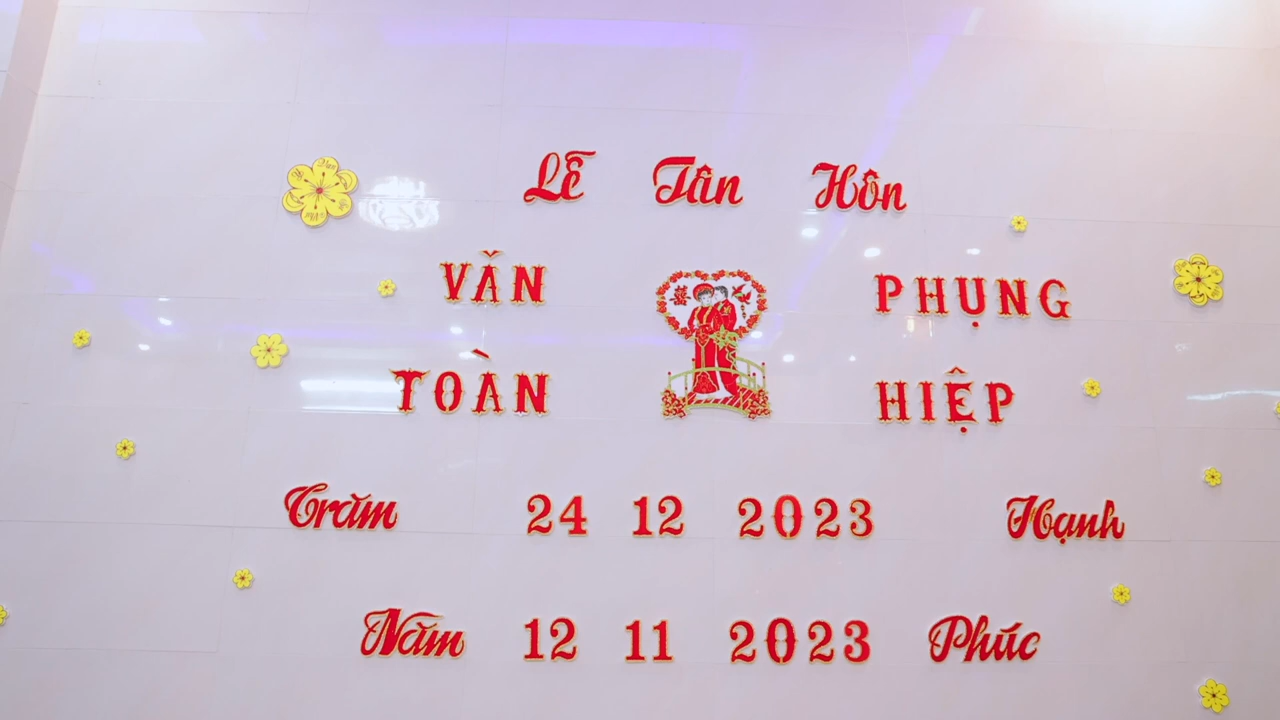 Lễ Tân Hôn
VĂN PHỤNG
TOÀN HIỆP
Trăm 24 12 2023 Hạnh
Năm 12 11 2023 Phúc